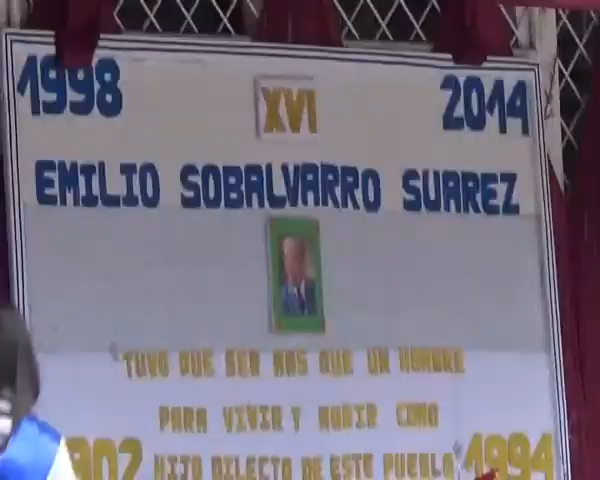 1998 XVI 2014
EMILIO SOBALVARRO SUAREZ
"TUVO QUE SER MAS QUE UN HOMBRE
PARA VIVIR Y MORIR COMO
902 HIJO DILECTO DE ESTE PUEBLO" 1994